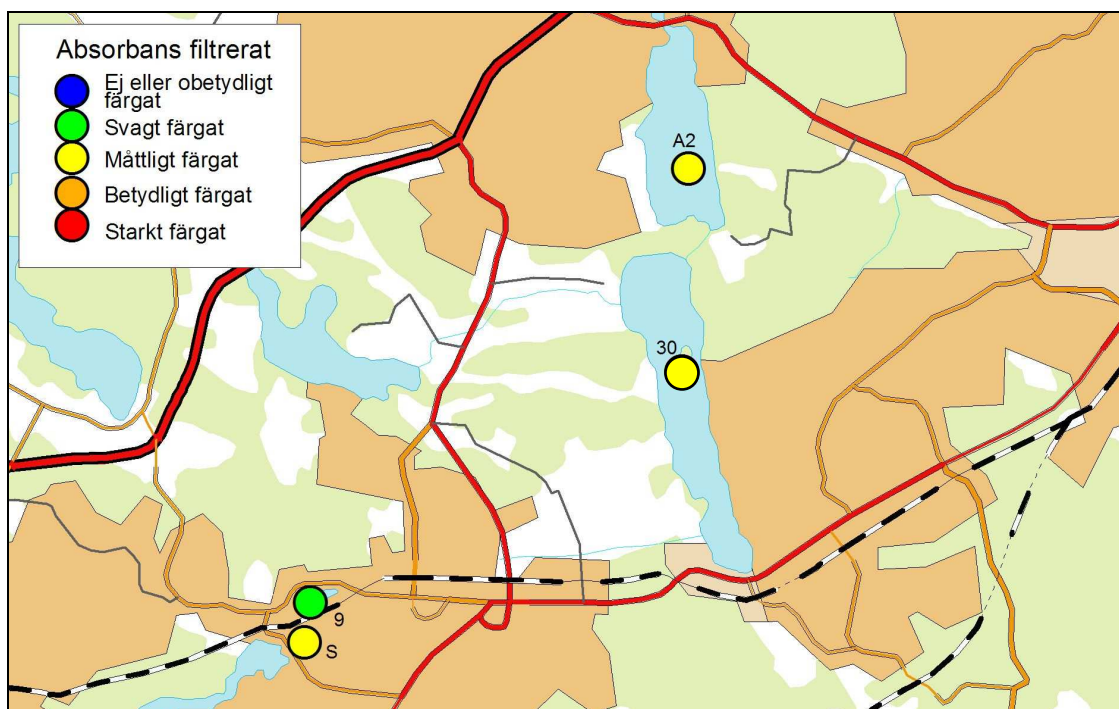 Absorbans filtrerat
Ej eller obetydligt
färgat
Svagt färgat
Måttligt färgat
Betydligt färgat
Starkt färgat
A2
30
9
S